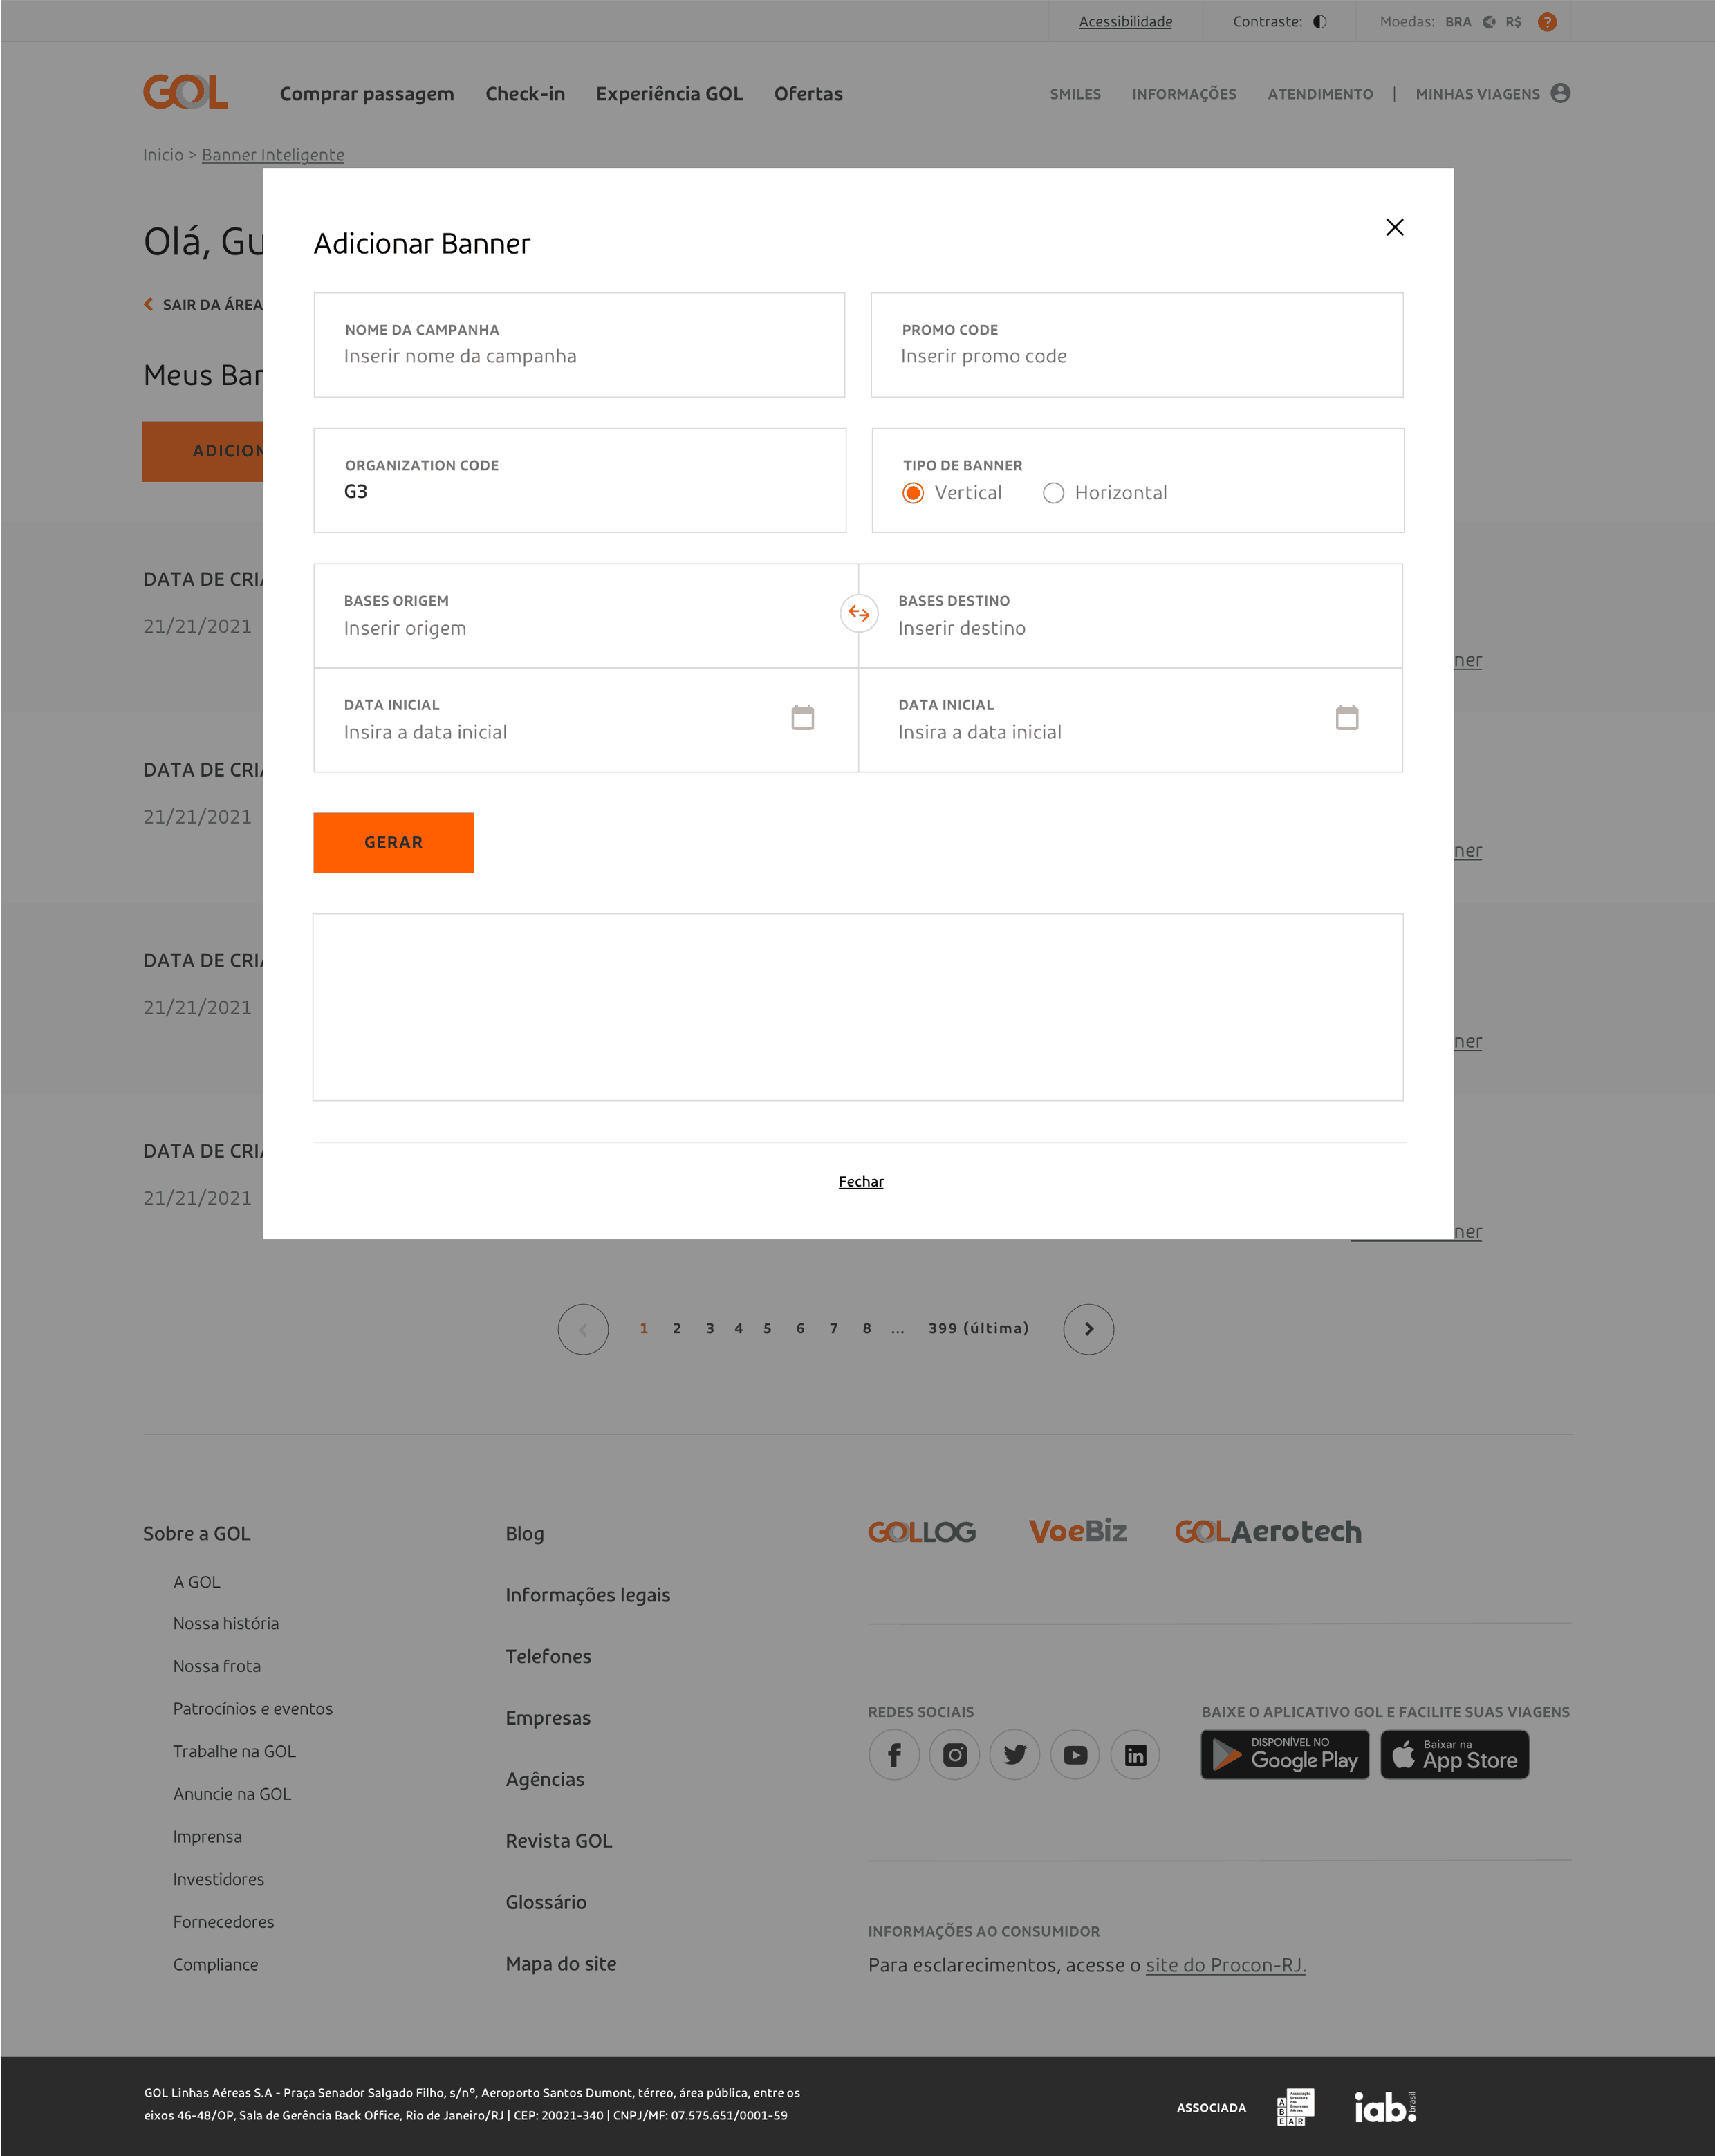 Acessibilidade
Contraste:
Moedas: BRA R$ ?
GOL
Comprar passagem Check-in Experiência GOL Ofertas
SMILES INFORMAÇÕES ATENDIMENTO | MINHAS VIAGENS
Inicio > Banner Inteligente
Olá, Gu
SAIR DA ÁREA
Meus Bar
ADICION
DATA DE CRIA
21/21/2021
ner
DATA DE CRIA
21/21/2021
ner
DATA DE CRIA
21/21/2021
ner
DATA DE CRIA
21/21/2021
ner
Adicionar Banner
NOME DA CAMPANHA
Inserir nome da campanha
PROMO CODE
Inserir promo code
ORGANIZATION CODE
G3
TIPO DE BANNER
Vertical Horizontal
BASES ORIGEM
Inserir origem
BASES DESTINO
Inserir destino
DATA INICIAL
Insira a data inicial
DATA INICIAL
Insira a data inicial
GERAR
Fechar
1 2 3 4 5 6 7 8 ... 399 (última)
Sobre a GOL
A GOL
Nossa história
Nossa frota
Patrocínios e eventos
Trabalhe na GOL
Anuncie na GOL
Imprensa
Investidores
Fornecedores
Compliance
Blog
Informações legais
Telefones
Empresas
Agências
Revista GOL
Glossário
Mapa do site
GOLLOG VoeBiz GOLAerotech
REDES SOCIAIS
BAIXE O APLICATIVO GOL E FACILITE SUAS VIAGENS
DISPONÍVEL NO
Google Play
Baixar na
App Store
INFORMAÇÕES AO CONSUMIDOR
Para esclarecimentos, acesse o site do Procon-RJ.
GOL Linhas Aéreas S.A - Praça Senador Salgado Filho, s/nº, Aeroporto Santos Dumont, térreo, área pública, entre os
eixos 46-48/OP, Sala de Gerência Back Office, Rio de Janeiro/RJ | CEP: 20021-340 | CNPJ/MF: 07.575.651/0001-59
ASSOCIADA
Associação
Brasileira
das
Empresas
Aéreas
ABEAR
iab.
brasil